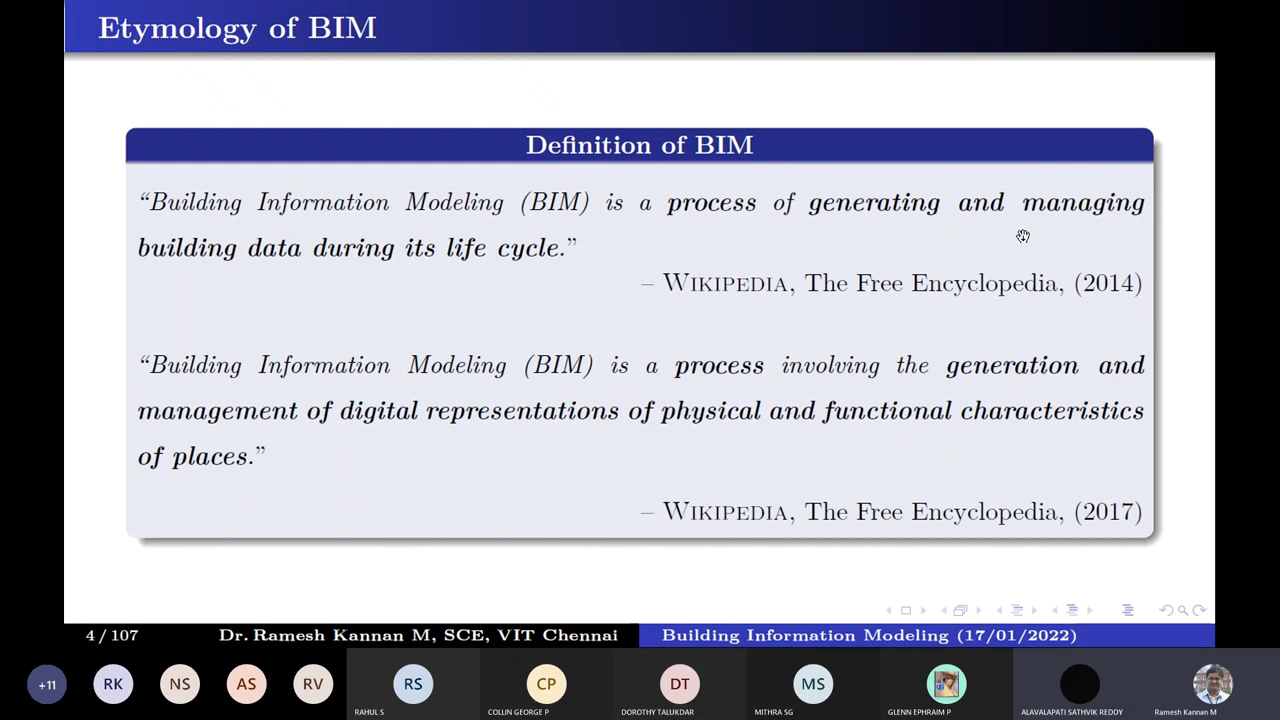 Etymology of BIM
Definition of BIM
“Building Information Modeling (BIM) is a process of generating and managing
building data during its life cycle.”
– WIKIPEDIA, The Free Encyclopedia, (2014)
“Building Information Modeling (BIM) is a process involving the generation and
management of digital representations of physical and functional characteristics
of places.”
– WIKIPEDIA, The Free Encyclopedia, (2017)
4 / 107 Dr. Ramesh Kannan M, SCE, VIT Chennai Building Information Modeling (17/01/2022)
+11 RK NS AS RV RS CP DT MS
RAHUL S COLLIN GEORGE P DOROTHY TALUKDAR MITHRA SG GLENN EPHRAIM P ALAVALAPATI SATHVIK REDDY Ramesh Kannan M